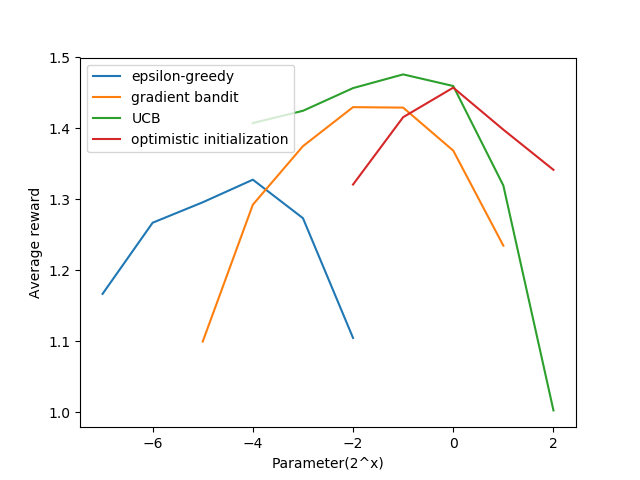 epsilon-greedy
gradient bandit
UCB
optimistic initialization
1.5
1.4
1.3
1.2
1.1
1.0
Average reward
−6
−4
−2
0
2
Parameter(2^x)